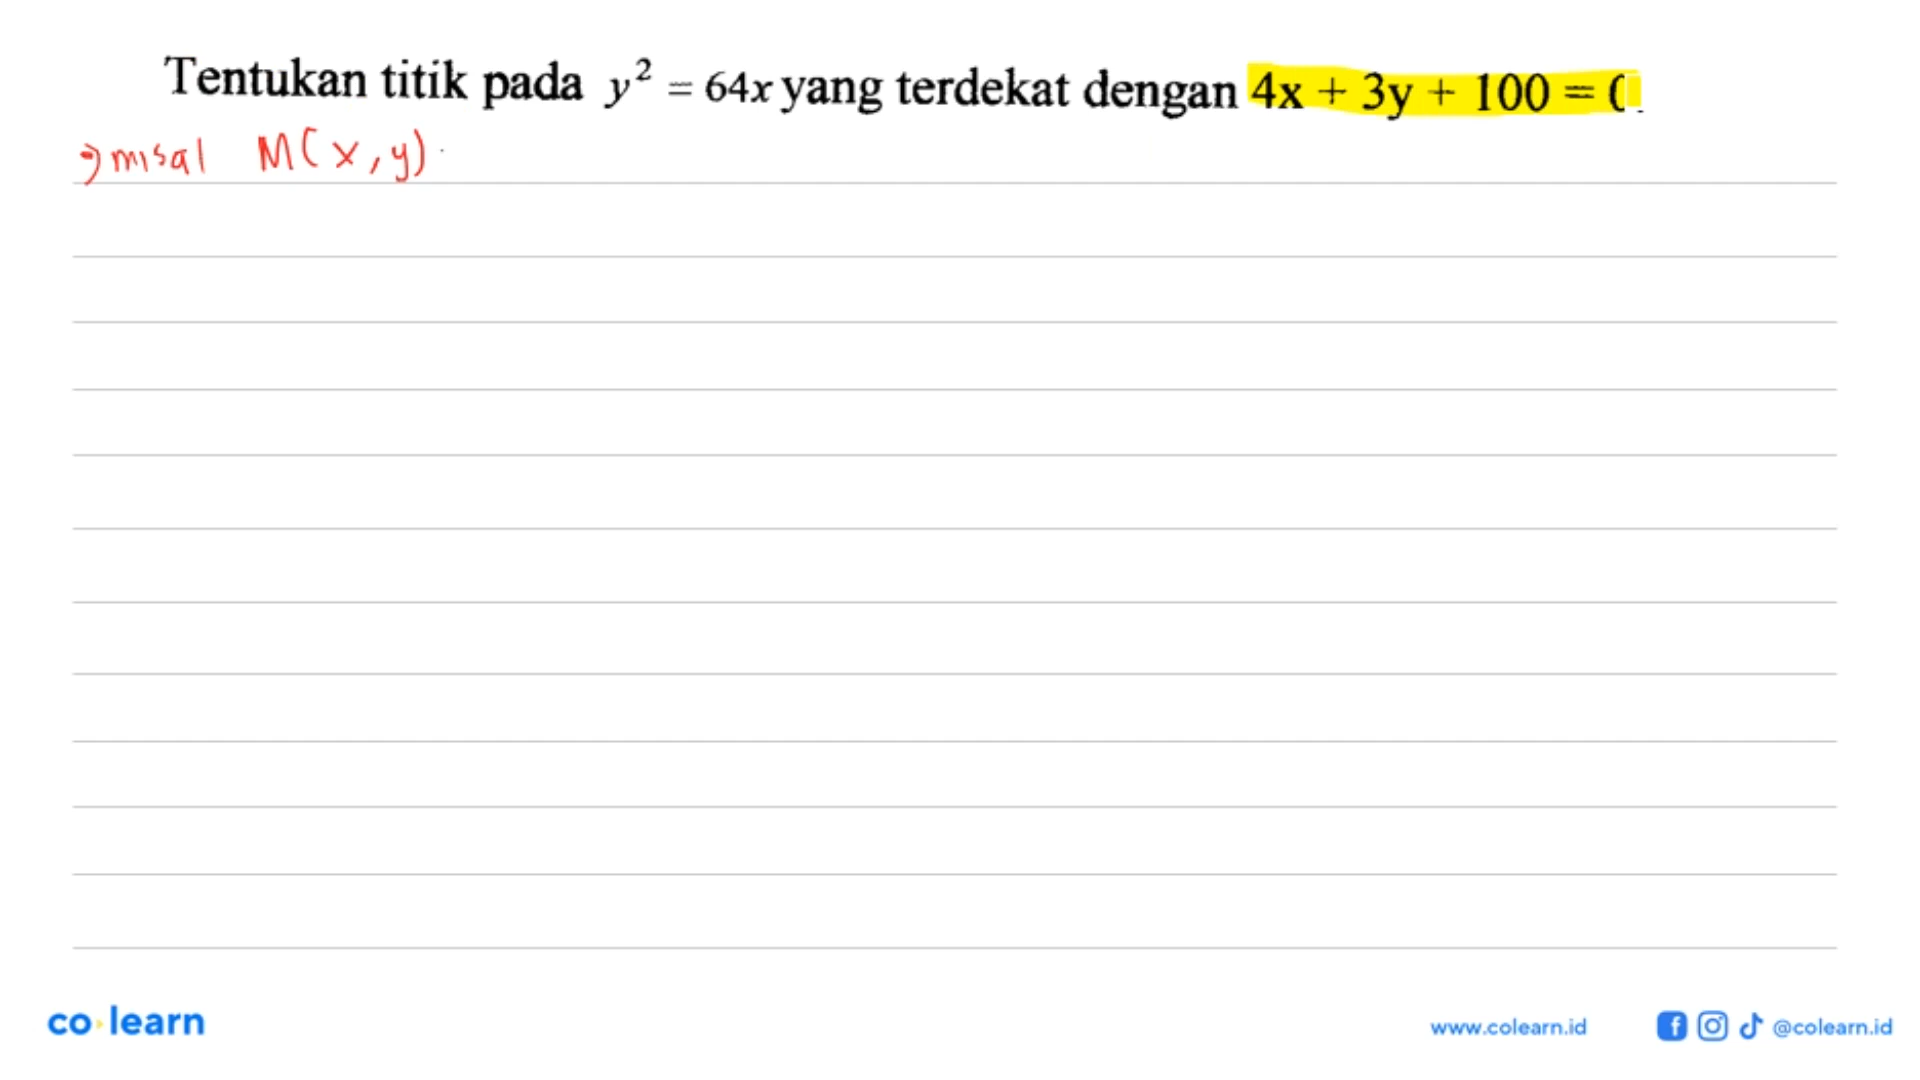 Tentukan titik pada y² = 64x yang terdekat dengan 4x + 3y + 100 = 0.
→ misal M(x, y)
co learn
www.colearn.id @colearn.id